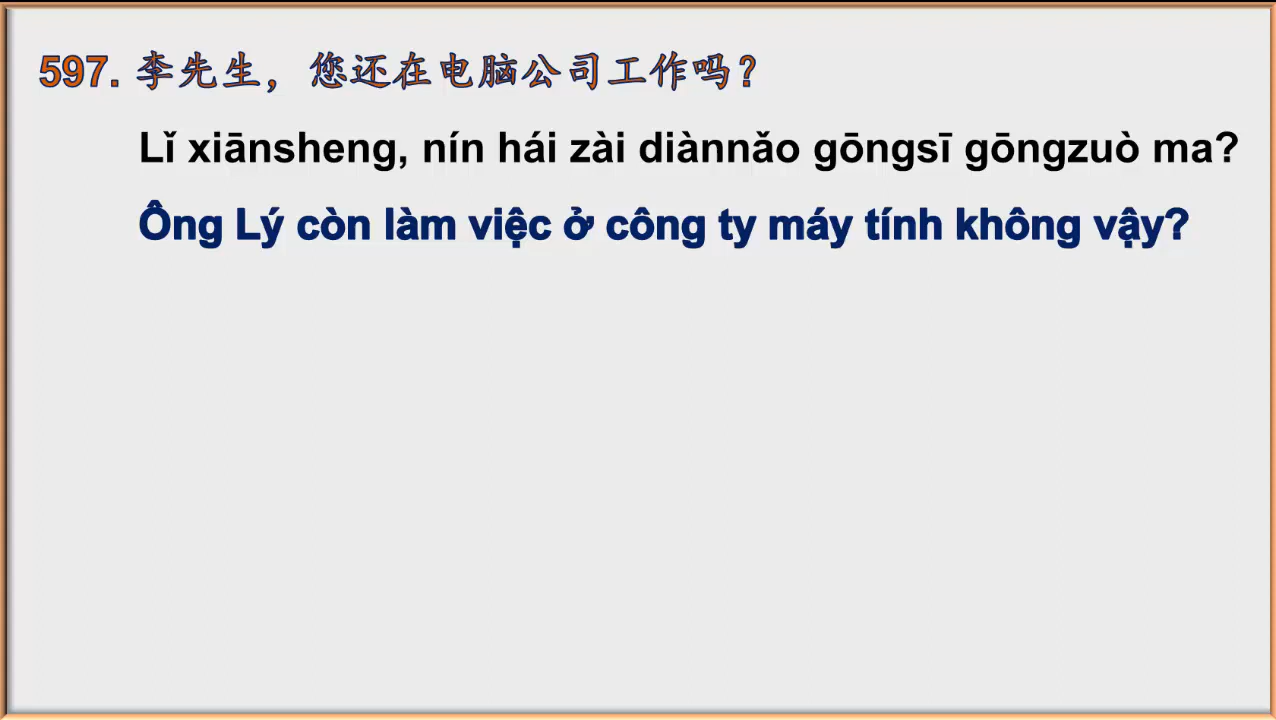 597. 李先生，您还在电脑公司工作吗？
Lǐ xiānsheng, nín hái zài diànnǎo gōngsī gōngzuò ma?
Ông Lý còn làm việc ở công ty máy tính không vậy?